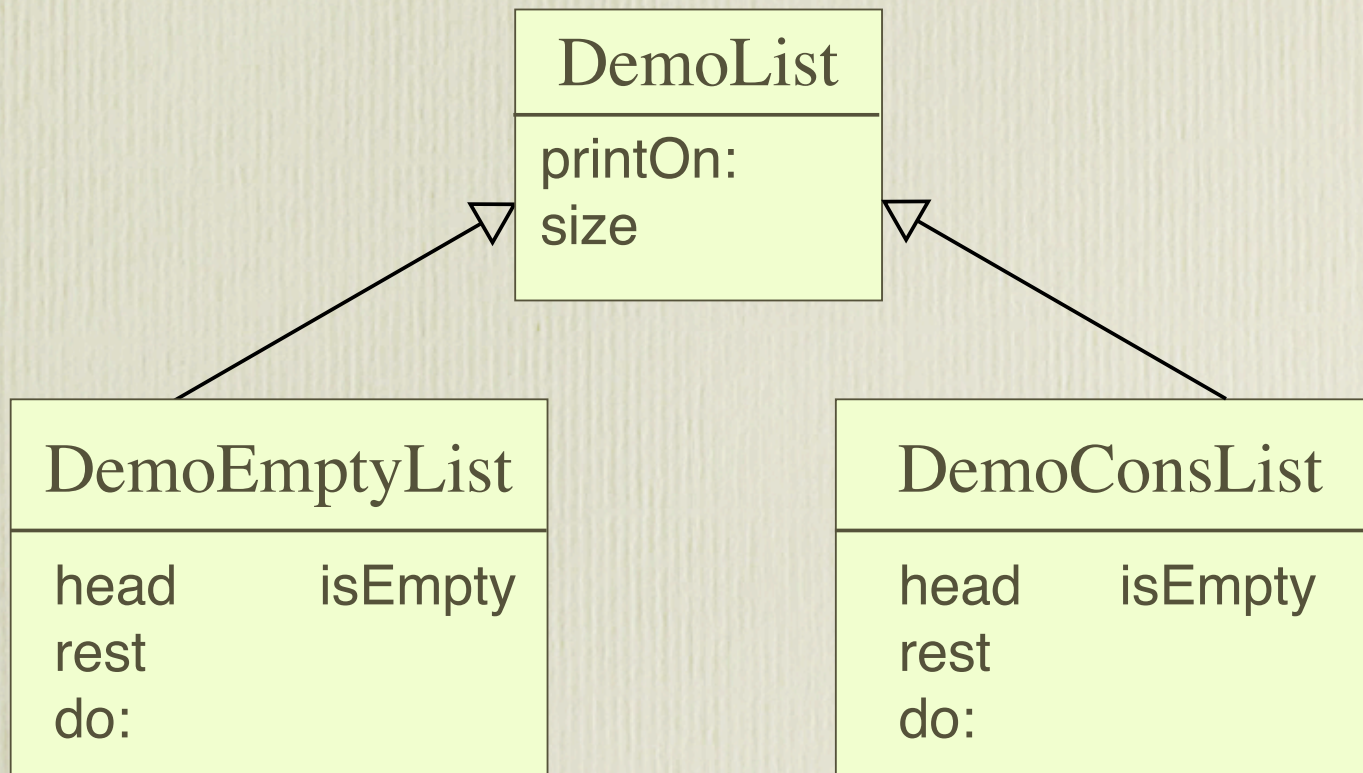 DemoList
printOn:
size
DemoEmptyList
head isEmpty
rest
do:
DemoConsList
head isEmpty
rest
do: